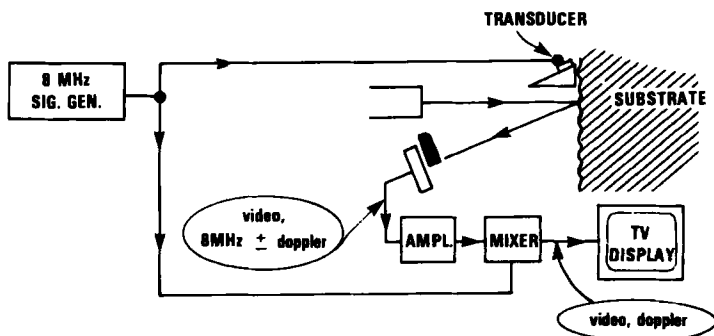 TRANSDUCER
8 MHz
SIG. GEN.
SUBSTRATE
video,
8MHz ± doppler
AMPL.
MIXER
TV
DISPLAY
video, doppler